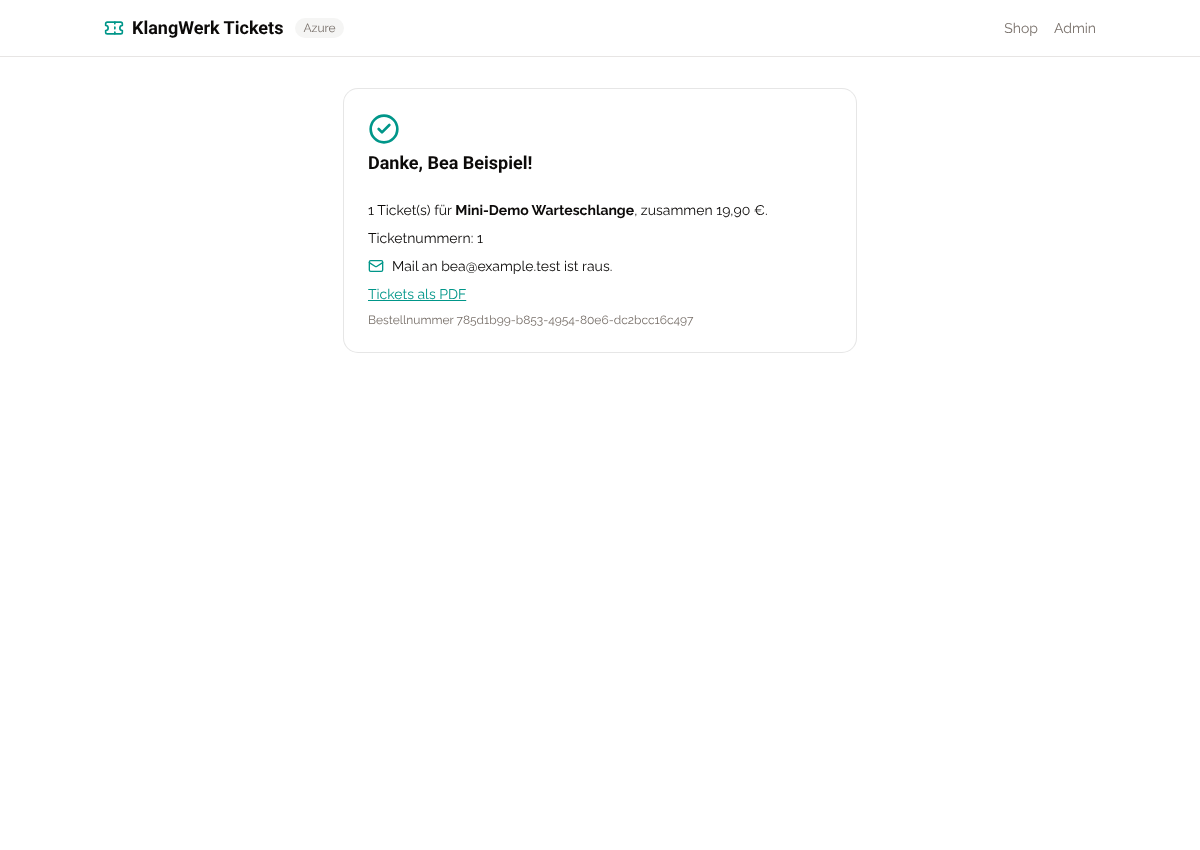 KlangWerk Tickets Azure Shop Admin
Danke, Bea Beispiel!
1 Ticket(s) für Mini-Demo Warteschlange, zusammen 19,90 €.
Ticketnummern: 1
Mail an bea@example.test ist raus.
Tickets als PDF
Bestellnummer 785d1b99-b853-4954-80e6-dc2bcc16c497